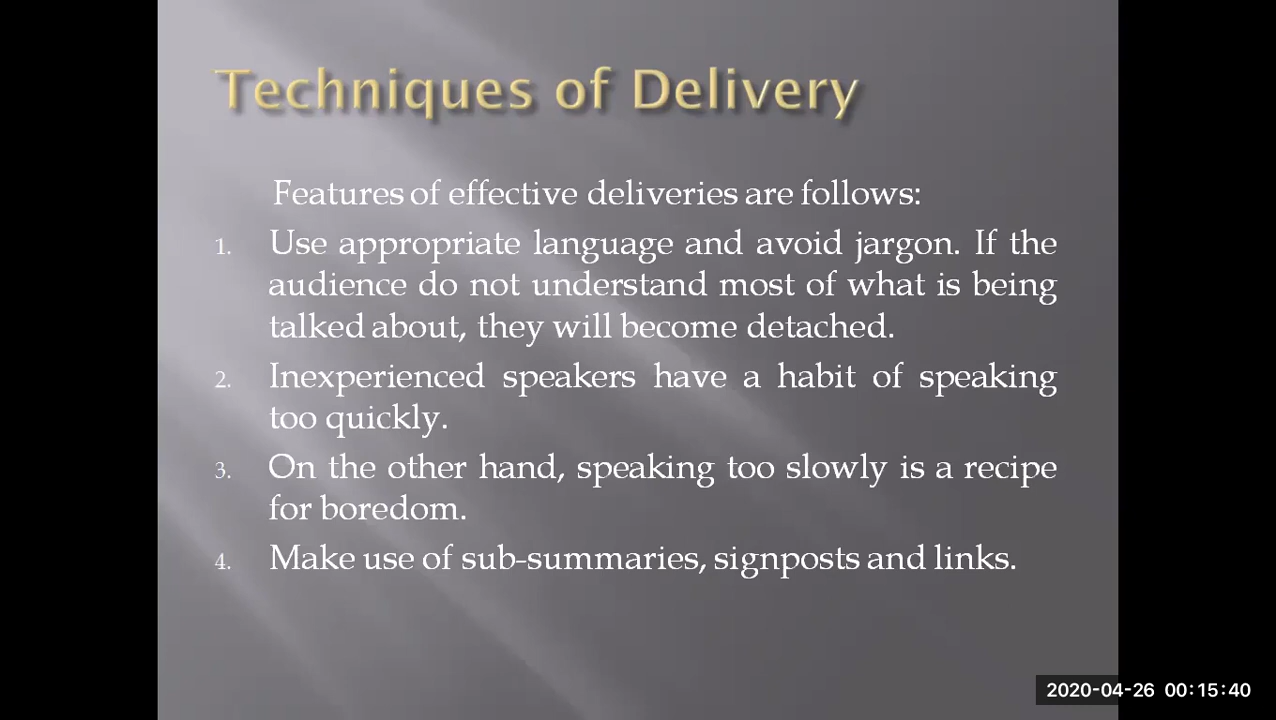 Techniques of Delivery
Features of effective deliveries are follows:
1. Use appropriate language and avoid jargon. If the
audience do not understand most of what is being
talked about, they will become detached.
2. Inexperienced speakers have a habit of speaking
too quickly.
3. On the other hand, speaking too slowly is a recipe
for boredom.
4. Make use of sub-summaries, signposts and links.
2020-04-26 00:15:40